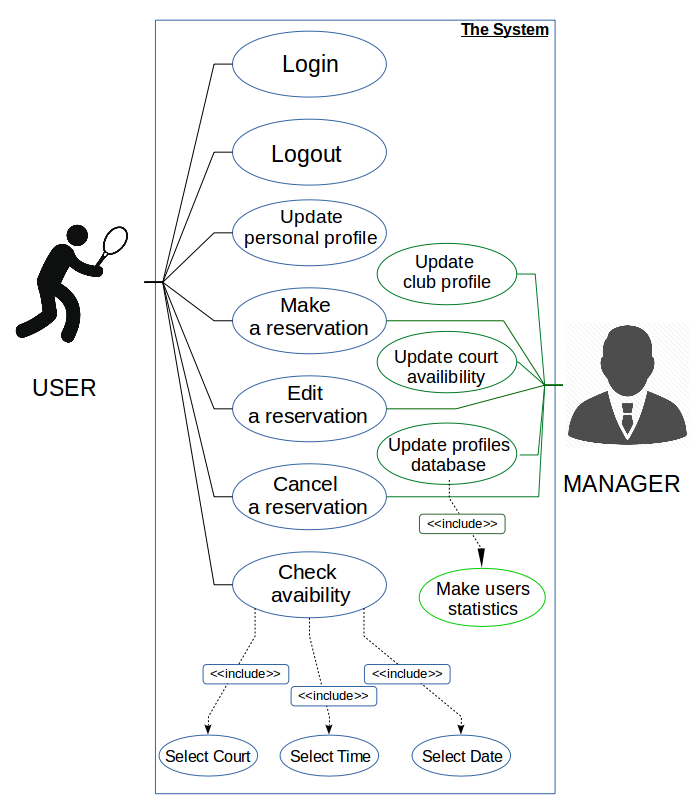 The System
Login
Logout
Update
personal profile
Update
club profile
Make
a reservation
Update court
availibility
USER
Edit
a reservation
Update profiles
database
MANAGER
Cancel
a reservation
<<include>>
Check
avaibility
Make users
statistics
<<include>>
<<include>>
<<include>>
Select Court
Select Time
Select Date